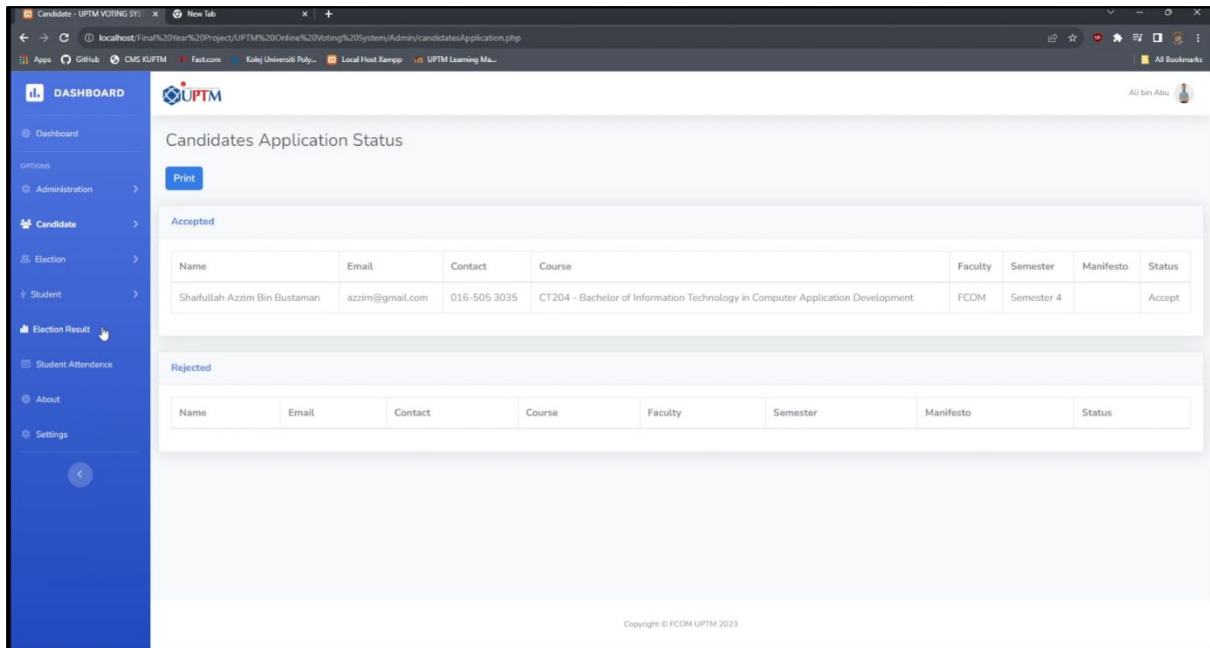 Candidate - UPTM VOTING SYS New Tab
localhost/Final%20Year%20Project/UPTM%20Online%20Voting%20System/Admin/candidatesApplication.php
Apps GitHub CMS KUPTM Fast.com Kolej Universiti Poly... Local Host Xampp UPTM Learning Ma... All Bookmarks
DASHBOARD
UPTM
Ali bin Abu
Dashboard
OPTIONS
Administration
Candidate
Election
Student
Election Result
Student Attendance
About
Settings
Candidates Application Status
Print
Accepted
Name Email Contact Course Faculty Semester Manifesto Status
Shaifullah Azzim Bin Bustaman azzim@gmail.com 016-505 3035 CT204 - Bachelor of Information Technology in Computer Application Development FCOM Semester 4 Accept
Rejected
Name Email Contact Course Faculty Semester Manifesto Status
Copyright © FCOM UPTM 2023